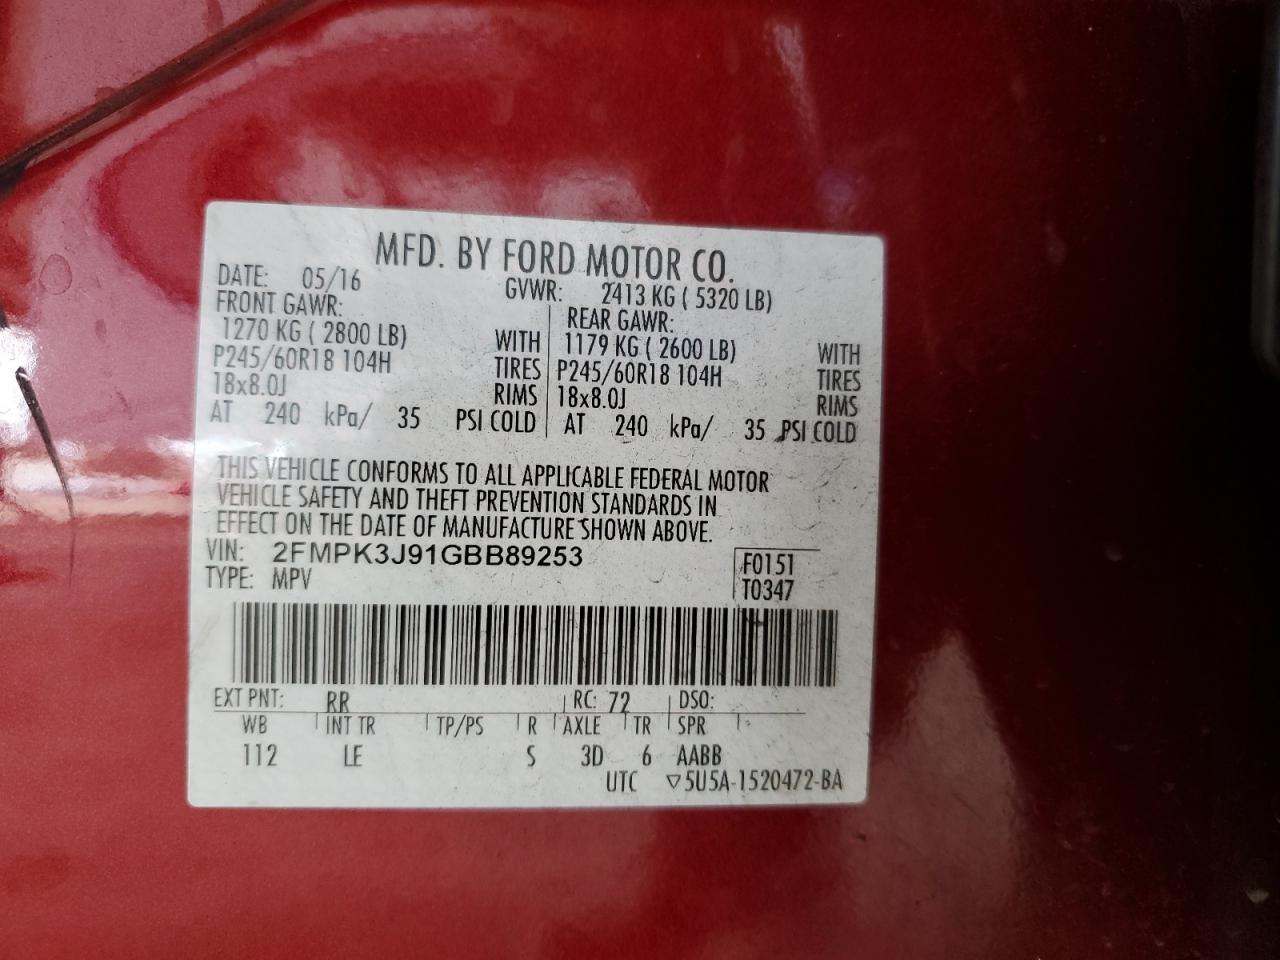 MFD. BY FORD MOTOR CO.
DATE: 05/16 GVWR: 2413 KG ( 5320 LB)
FRONT GAWR: REAR GAWR:
1270 KG ( 2800 LB) WITH 1179 KG ( 2600 LB) WITH
P245/60R18 104H TIRES P245/60R18 104H TIRES
18x8.0J RIMS 18x8.0J RIMS
AT 240 kPa/ 35 PSI COLD AT 240 kPa/ 35 PSI COLD
THIS VEHICLE CONFORMS TO ALL APPLICABLE FEDERAL MOTOR
VEHICLE SAFETY AND THEFT PREVENTION STANDARDS IN
EFFECT ON THE DATE OF MANUFACTURE SHOWN ABOVE.
VIN: 2FMPK3J91GBB89253 F0151
TYPE: MPV T0347
EXT PNT: RR RC: 72 DSO:
WB INT TR TP/PS R AXLE TR SPR
112 LE S 3D 6 AABB
UTC ▽5U5A-1520472-BA